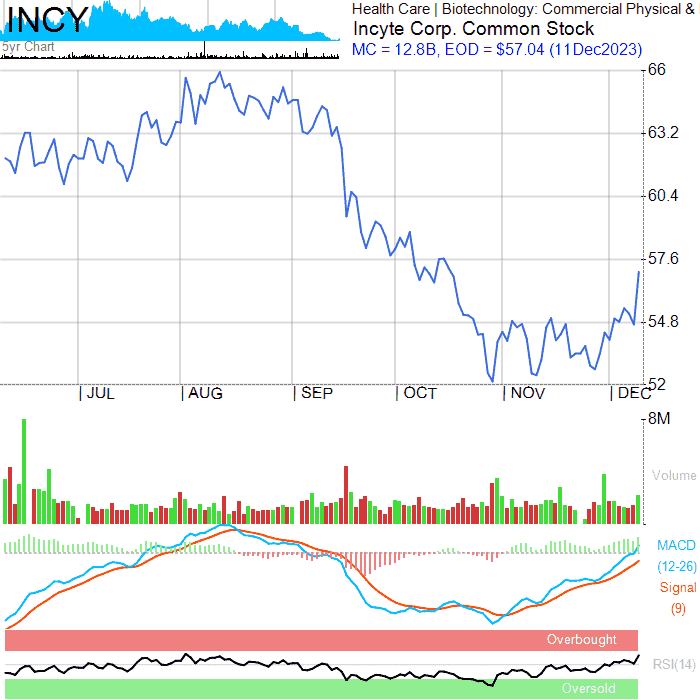 INCY
5yr Chart
Health Care | Biotechnology: Commercial Physical &
Incyte Corp. Common Stock
MC = 12.8B, EOD = $57.04 (11Dec2023)
66
63.2
60.4
57.6
54.8
52
JUL
AUG
SEP
OCT
NOV
DEC
8M
Volume
MACD
(12-26)
Signal
(9)
Overbought
RSI(14)
Oversold